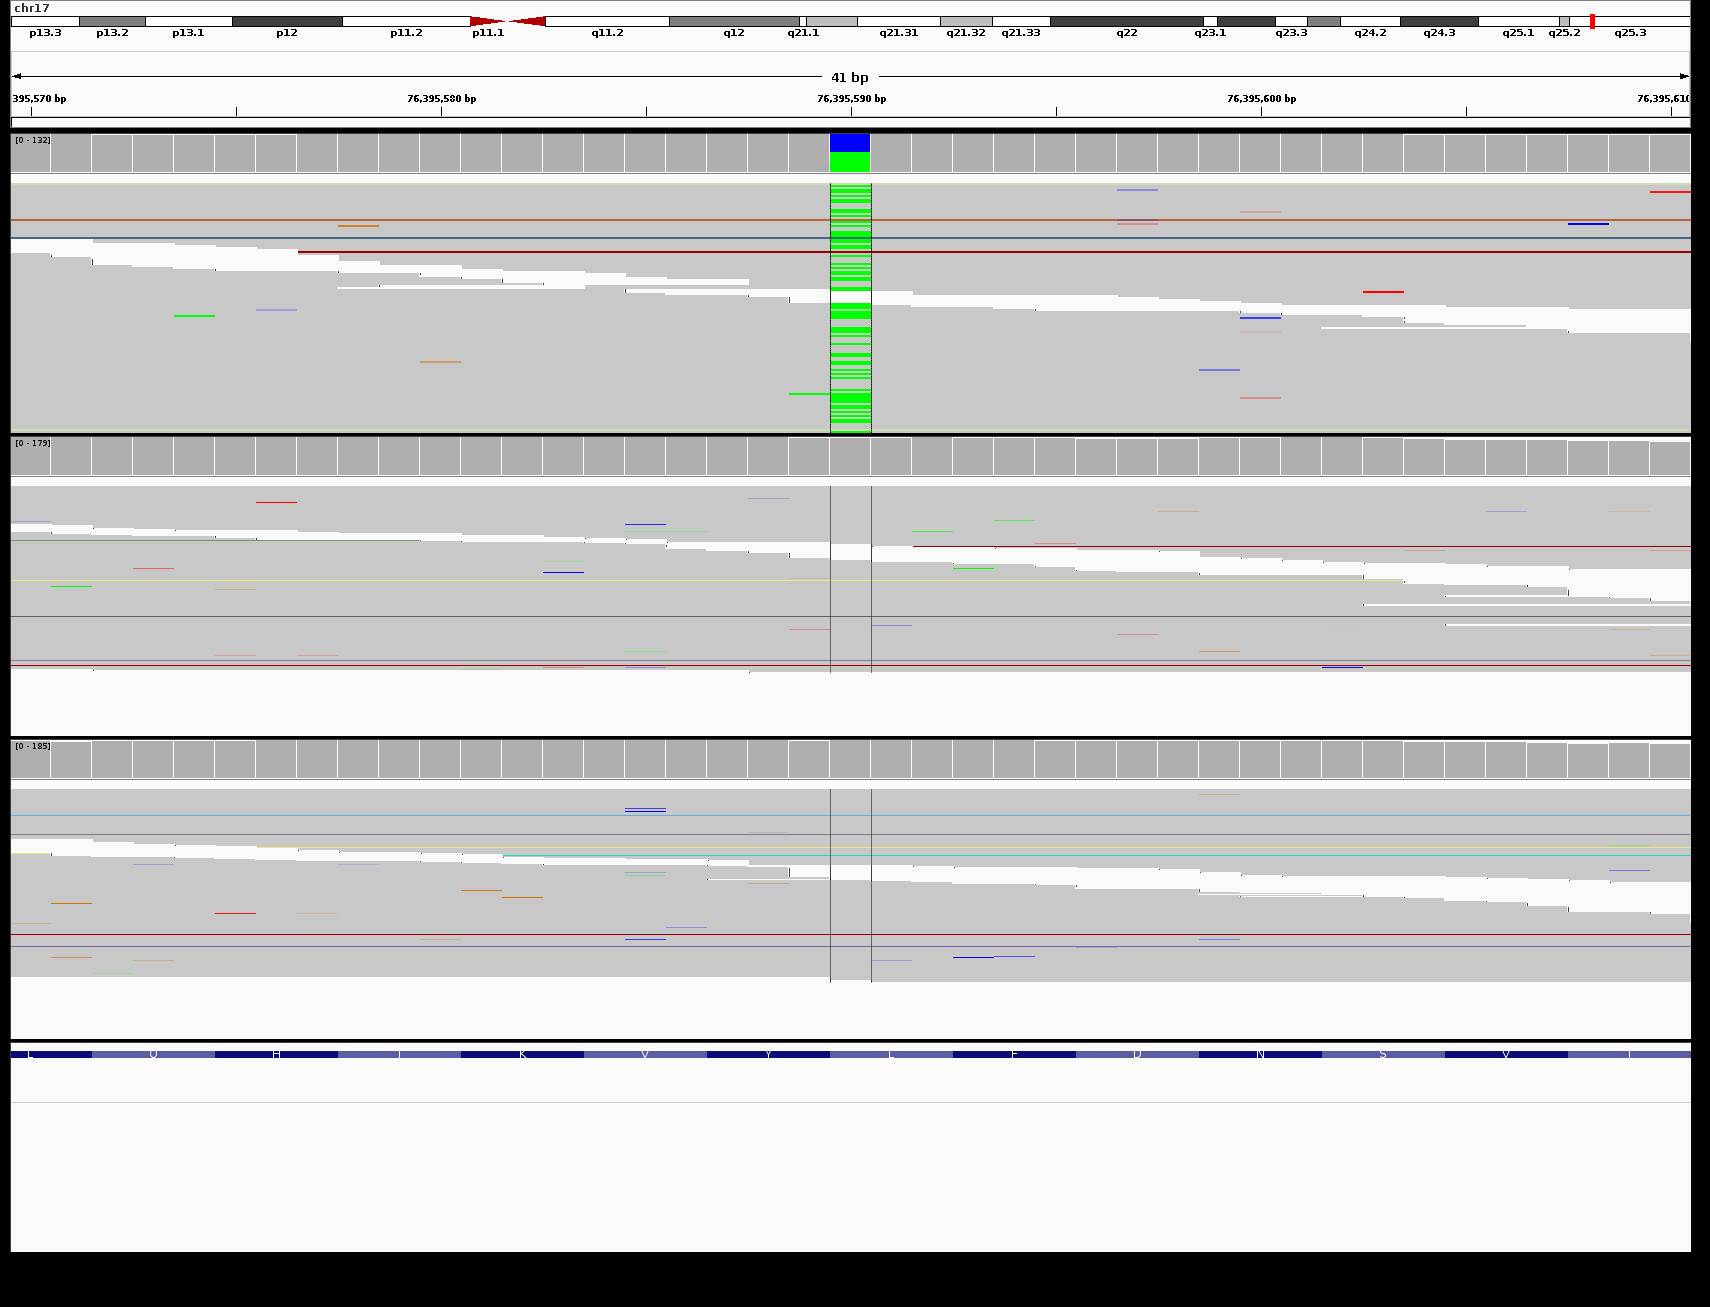 chr17
p13.3 p13.2 p13.1 p12 p11.2 p11.1 q11.2 q12 q21.1 q21.31 q21.32 q21.33 q22 q23.1 q23.3 q24.2 q24.3 q25.1 q25.2 q25.3
41 bp
395,570 bp 76,395,580 bp 76,395,590 bp 76,395,600 bp 76,395,610
[0 - 132]
[0 - 179]
[0 - 185]
L Q H I K V Y L F D N S V I